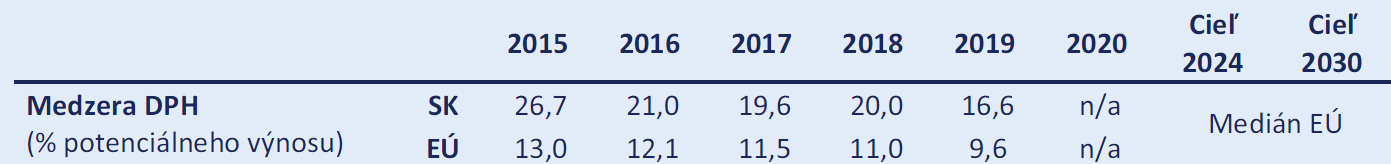 2015 2016 2017 2018 2019 2020 Cieľ 2024 Cieľ 2030
Medzera DPH SK 26,7 21,0 19,6 20,0 16,6 n/a Medián EÚ
(% potenciálneho výnosu) EÚ 13,0 12,1 11,5 11,0 9,6 n/a